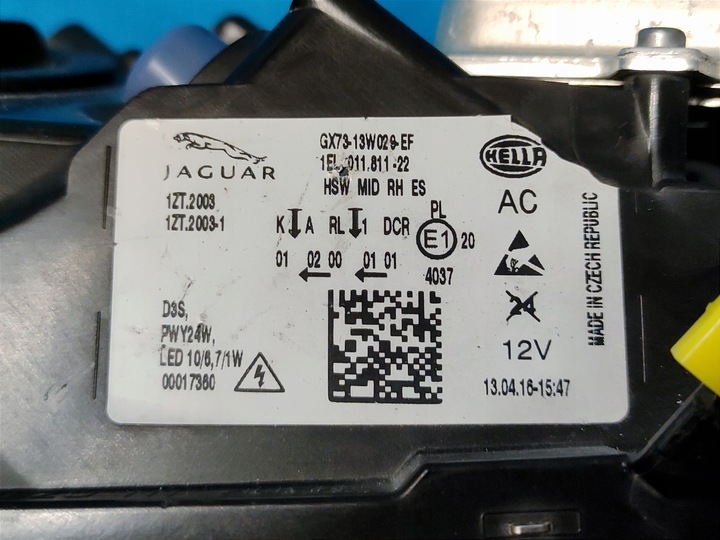 JAGUAR
GX73-13W029-EF
1EL 011.811-22
HSW MID RH ES
HELLA
1ZT.2003
1ZT.2003-1
K A RL 1 DCR PL
01 02 00 01 01
E1 20
4037
AC
24
12V
13.04.16-15:47
MADE IN CZECH REPUBLIC
D3S,
PWY24W,
LED 10/6,7/1W
00017360